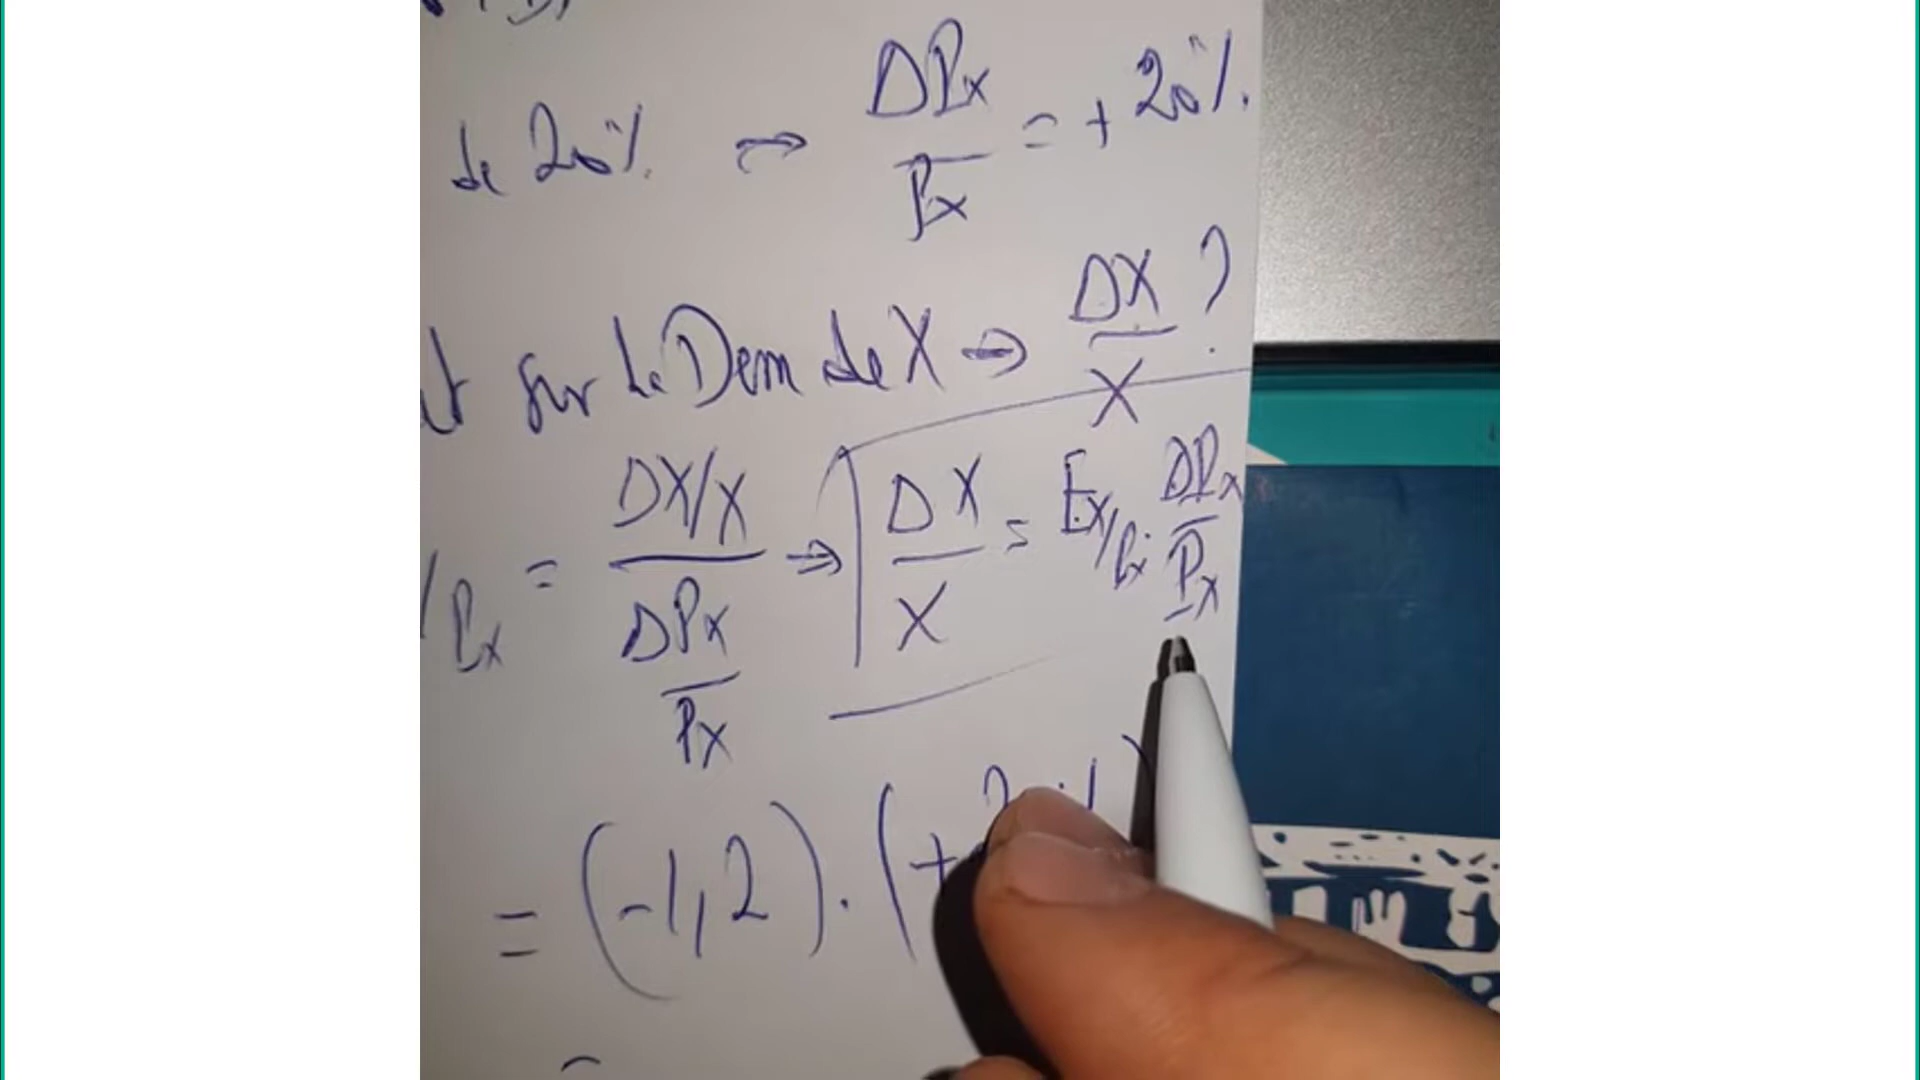 de 20% → ΔPx/Px = + 20%.
sur la Dem de X → ΔX/X ?
/Px = ΔX/X / ΔPx/Px ⇒ ΔX/X = Ex/Px · ΔPx/Px
= (-1,2) . (+ 20%)